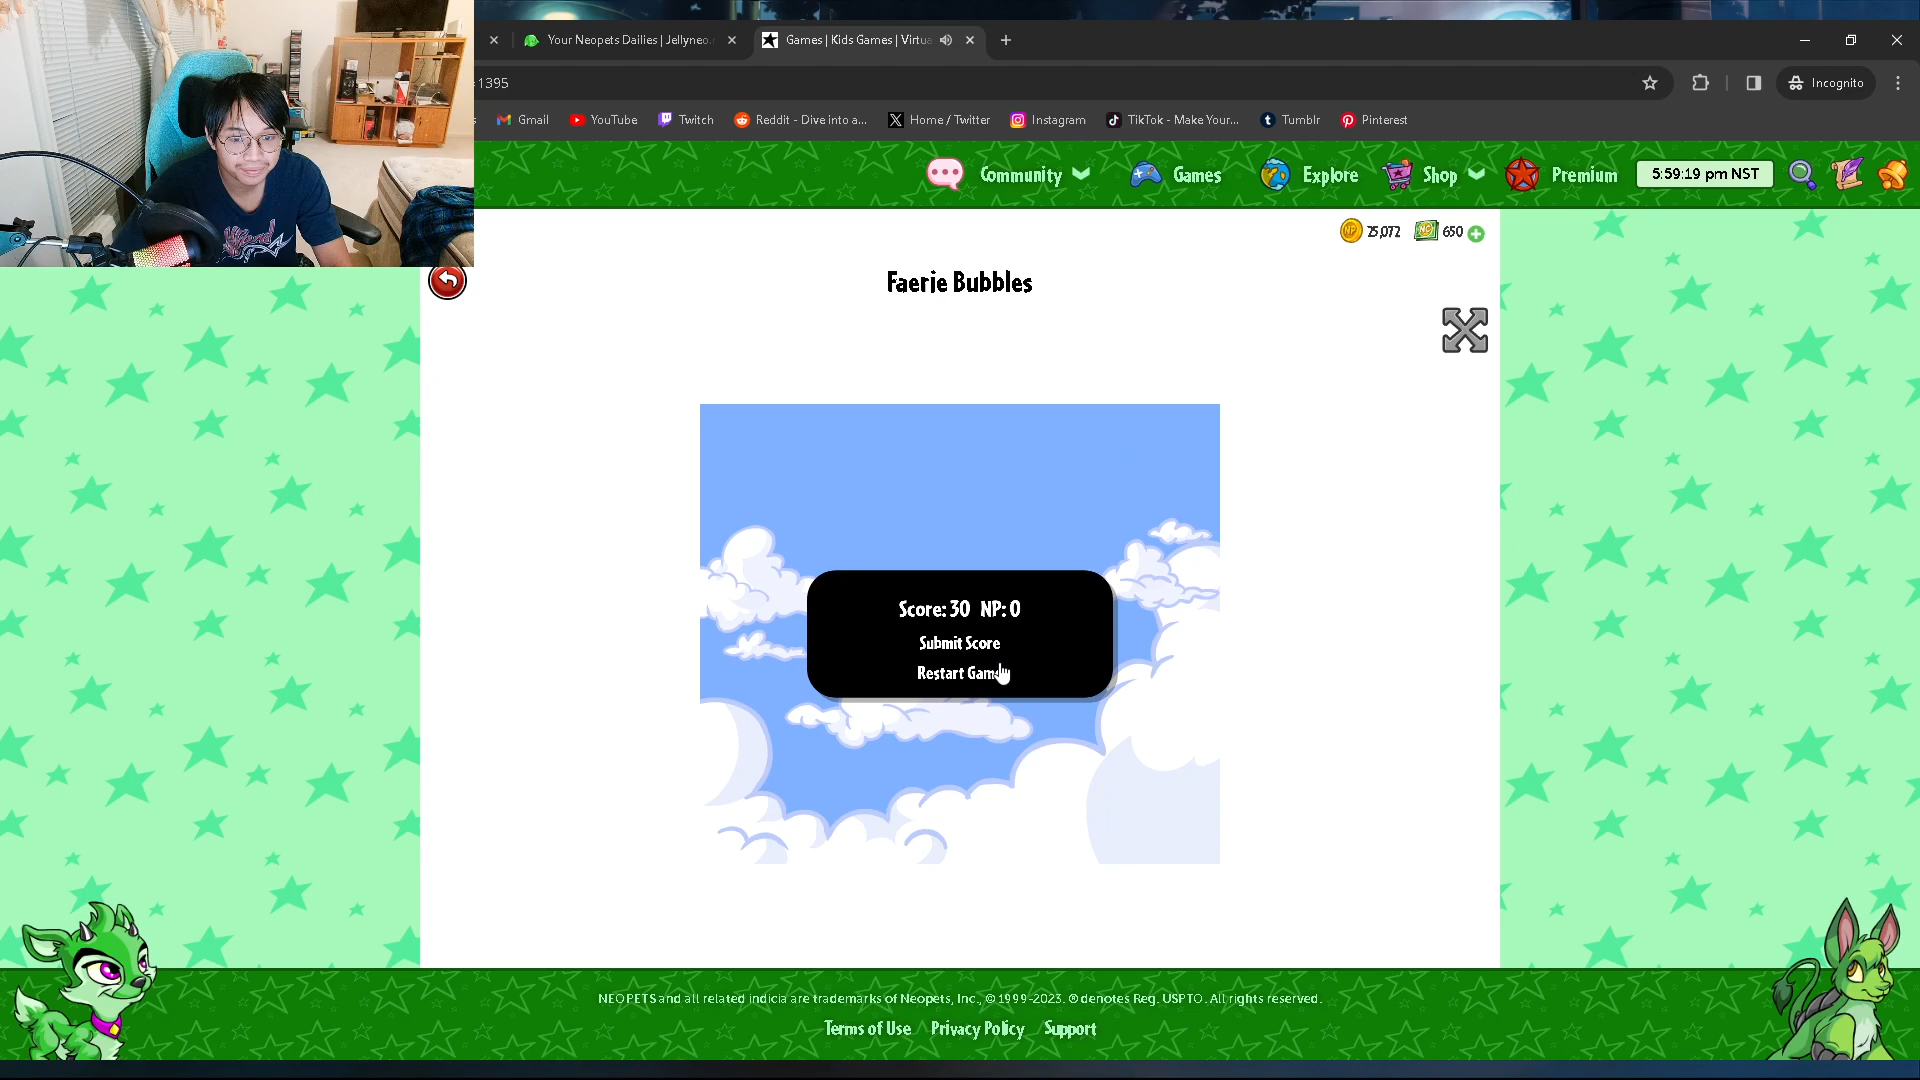 Your Neopets Dailies | Jellyneo.
Games | Kids Games | Virtua
1395
Incognito
Gmail
YouTube
Twitch
Reddit - Dive into a...
Home / Twitter
Instagram
TikTok - Make Your...
Tumblr
Pinterest
Community
Games
Explore
Shop
Premium
5:59:19 pm NST
NP 25,072 NC 650
Faerie Bubbles
Score: 30 NP: 0
Submit Score
Restart Game
NEOPETS and all related indicia are trademarks of Neopets, Inc., © 1999-2023. ® denotes Reg. USPTO. All rights reserved.
Terms of Use Privacy Policy Support